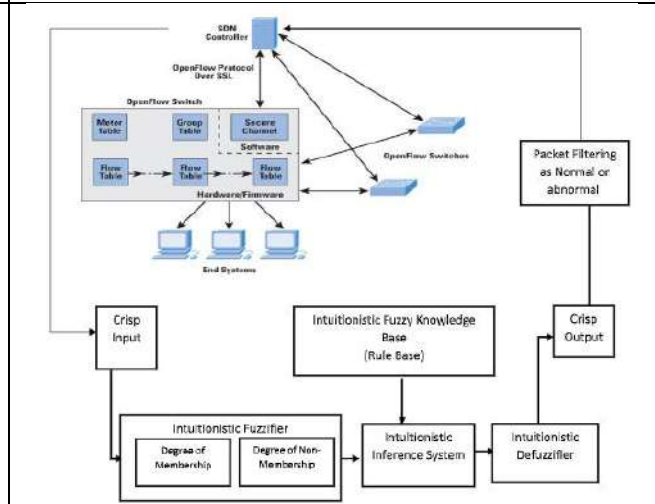 SDN
Controller
OpenFlow Protocol
Over SSL
OpenFlow Switch
Meter
Table
Group
Table
Secure
Channel
Software
Flow
Table
Flow
Table
Flow
Table
Hardware/Firmware
OpenFlow Switches
End Systems
Packet Filtering
as Normal or
abnormal
Crisp
Input
Intuitionistic Fuzzy Knowledge
Base
(Rule Base)
Crisp
Output
Intuitionistic Fuzzifier
Degree of
Membership
Degree of Non-
Membership
Intuitionistic
Inference System
Intuitionistic
Defuzzifier